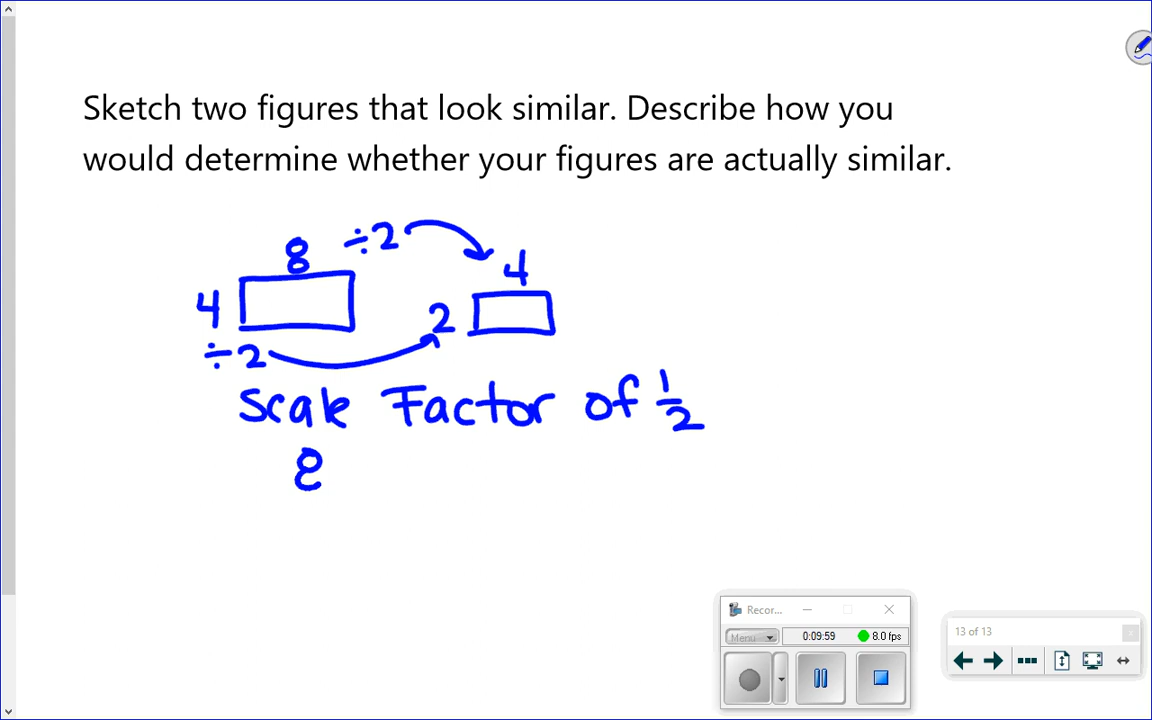 Sketch two figures that look similar. Describe how you
would determine whether your figures are actually similar.
8 ÷2
4
4
2
÷2
Scale Factor of 1/2
8
Recor...
Menu
0:09:59
8.0 fps
13 of 13